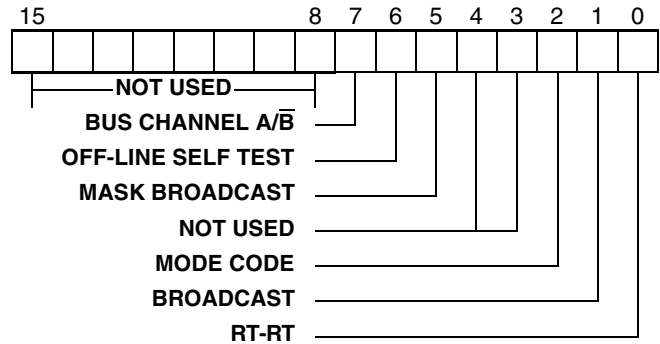 15 8 7 6 5 4 3 2 1 0
NOT USED
BUS CHANNEL A/B̅
OFF-LINE SELF TEST
MASK BROADCAST
NOT USED
MODE CODE
BROADCAST
RT-RT